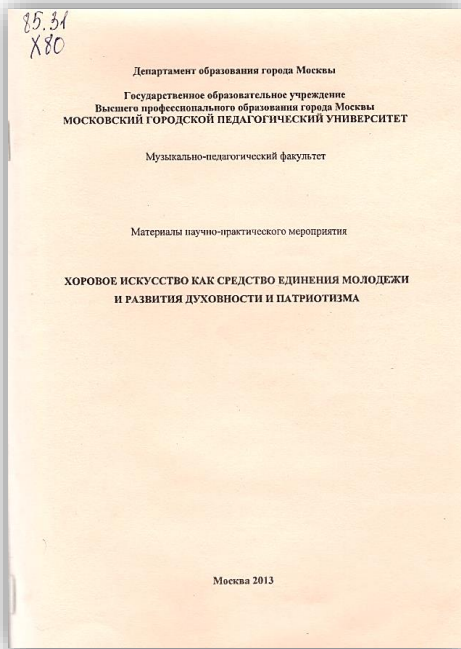 85.31
Х80
Департамент образования города Москвы
Государственное образовательное учреждение
Высшего профессионального образования города Москвы
МОСКОВСКИЙ ГОРОДСКОЙ ПЕДАГОГИЧЕСКИЙ УНИВЕРСИТЕТ
Музыкально-педагогический факультет
Материалы научно-практического мероприятия
ХОРОВОЕ ИСКУССТВО КАК СРЕДСТВО ЕДИНЕНИЯ МОЛОДЕЖИ
И РАЗВИТИЯ ДУХОВНОСТИ И ПАТРИОТИЗМА
Москва 2013